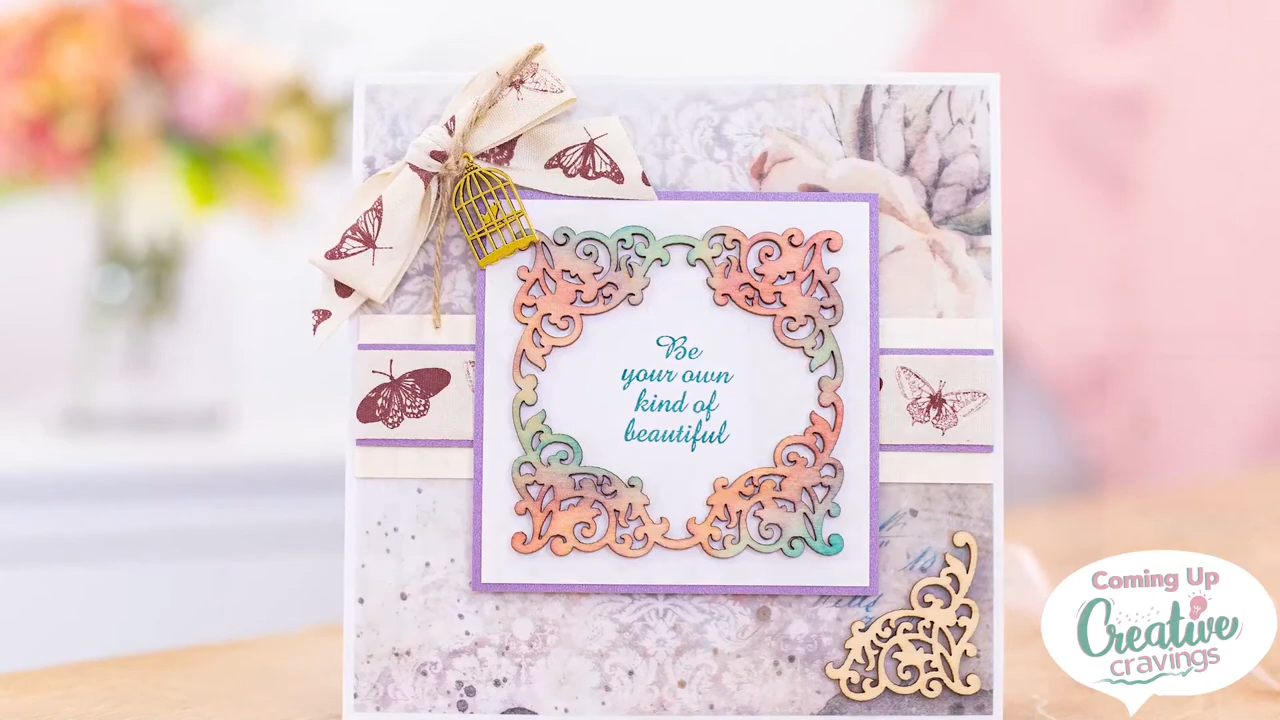 Be
your own
kind of
beautiful
Coming Up
Creative
cravings